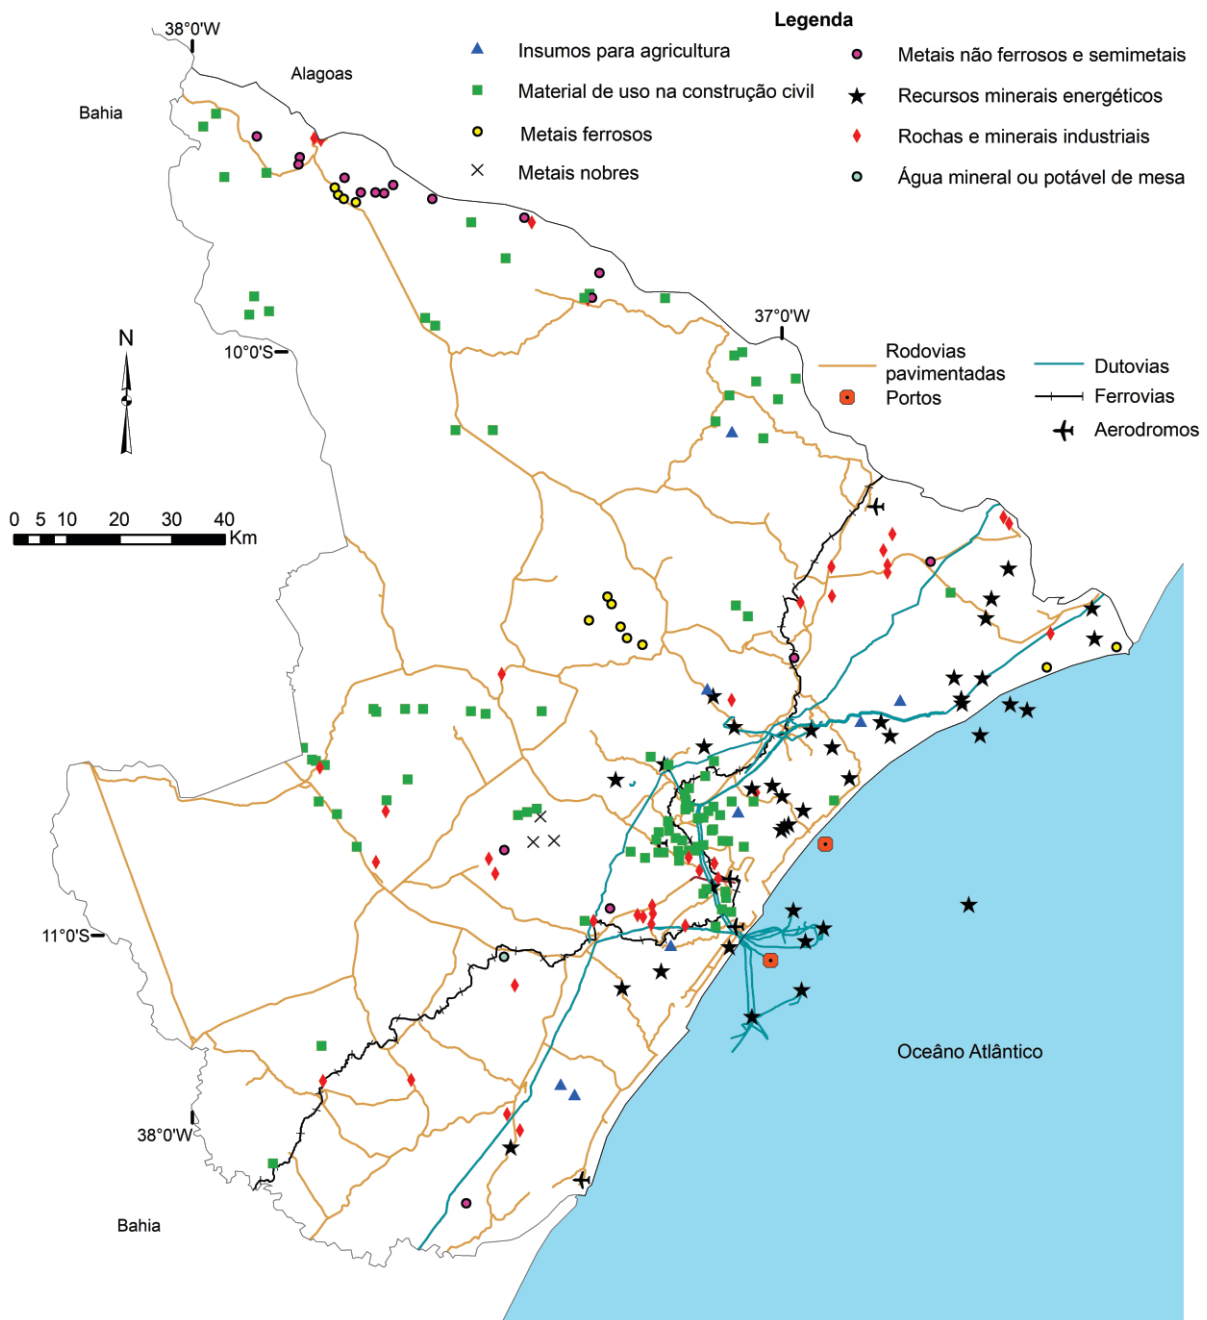 Legenda
Insumos para agricultura
Material de uso na construção civil
Metais ferrosos
Metais nobres
Metais não ferrosos e semimetais
Recursos minerais energéticos
Rochas e minerais industriais
Água mineral ou potável de mesa
38°0'W
Alagoas
Bahia
37°0'W
10°0'S
N
Rodovias
pavimentadas
Portos
Dutovias
Ferrovias
Aerodromos
0 5 10 20 30 40
Km
11°0'S
Oceâno Atlântico
38°0'W
Bahia